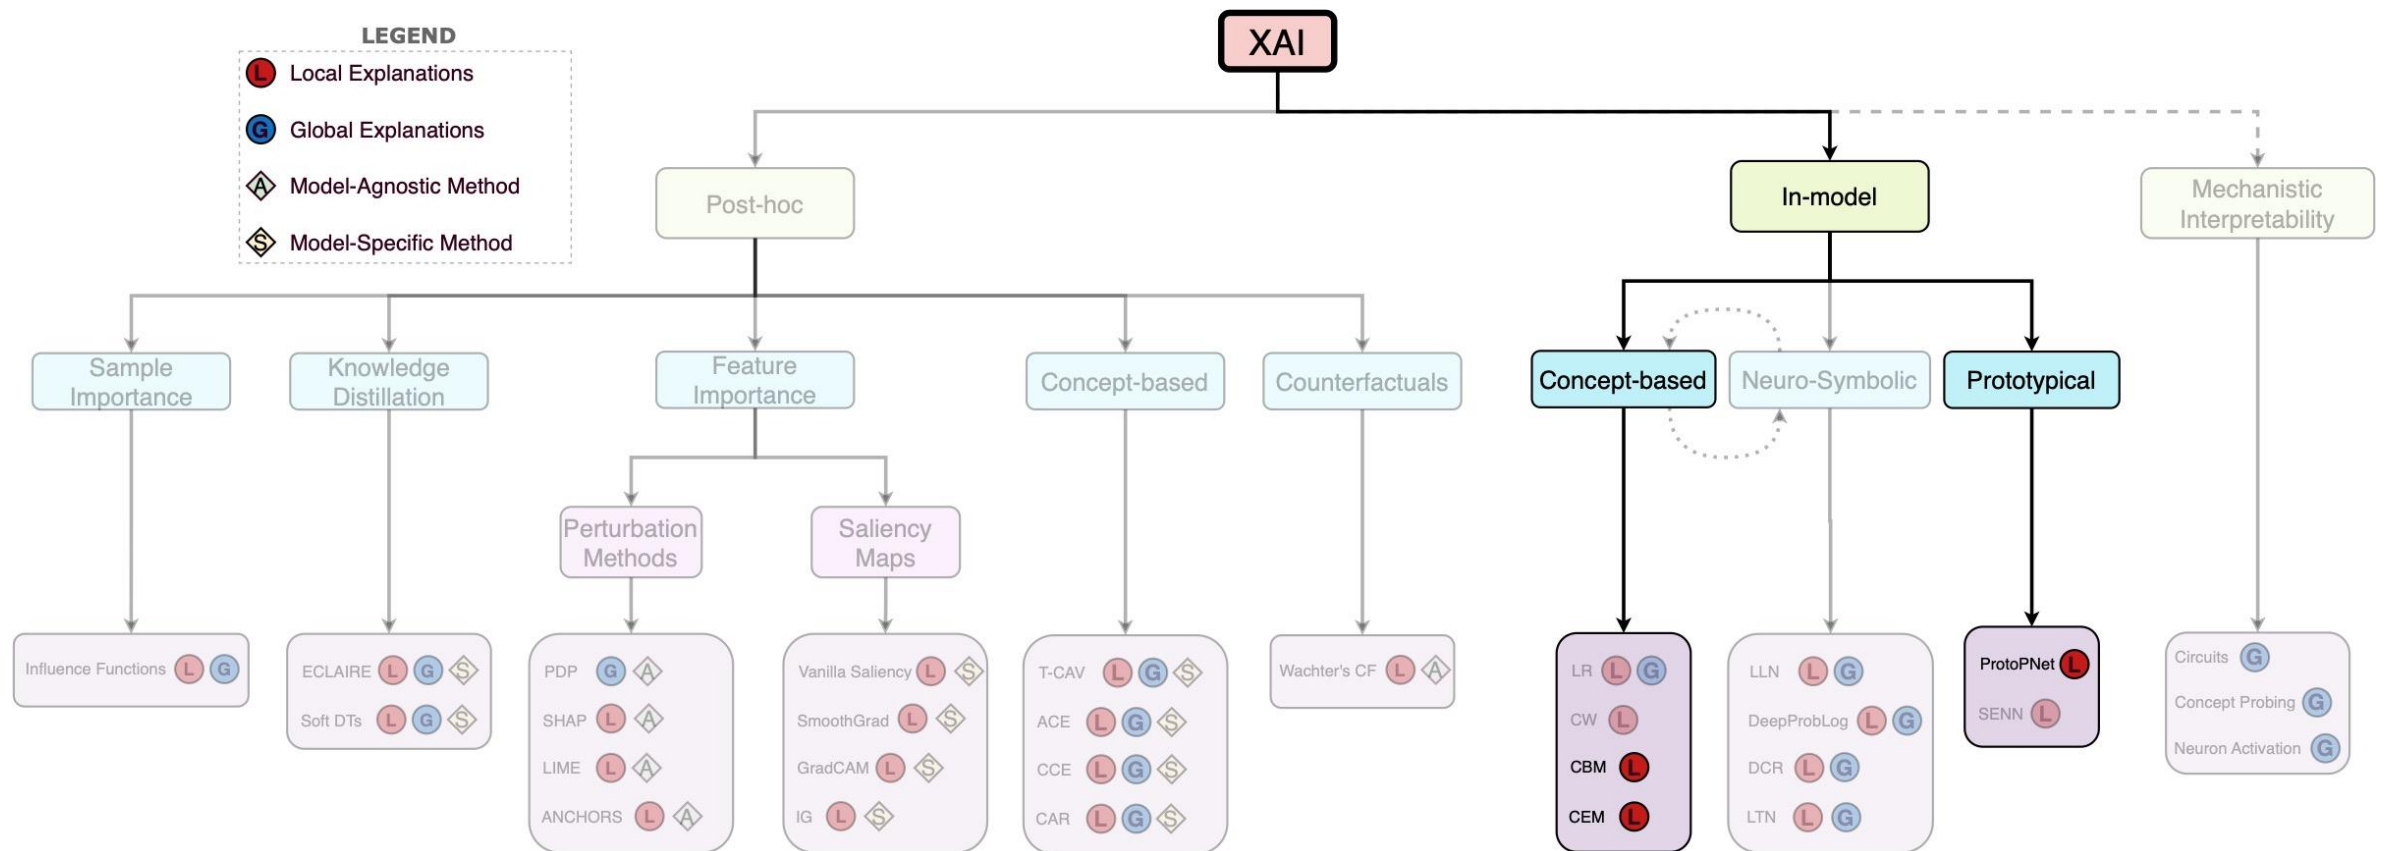 XAI
LEGEND
L Local Explanations
G Global Explanations
A Model-Agnostic Method
S Model-Specific Method
Post-hoc
In-model
Mechanistic
Interpretability
Sample
Importance
Knowledge
Distillation
Feature
Importance
Concept-based
Counterfactuals
Concept-based
Neuro-Symbolic
Prototypical
Perturbation
Methods
Saliency
Maps
Influence Functions L G
ECLAIRE L G S
Soft DTs L G S
PDP G A
SHAP L A
LIME L A
ANCHORS L A
Vanilla Saliency L S
SmoothGrad L S
GradCAM L S
IG L S
T-CAV L G S
ACE L G S
CCE L G S
CAR L G S
Wachter's CF L A
LR L G
CW L
CBM L
CEM L
LLN L G
DeepProbLog L G
DCR L G
LTN L G
ProtoPNet L
SENN L
Circuits G
Concept Probing G
Neuron Activation G